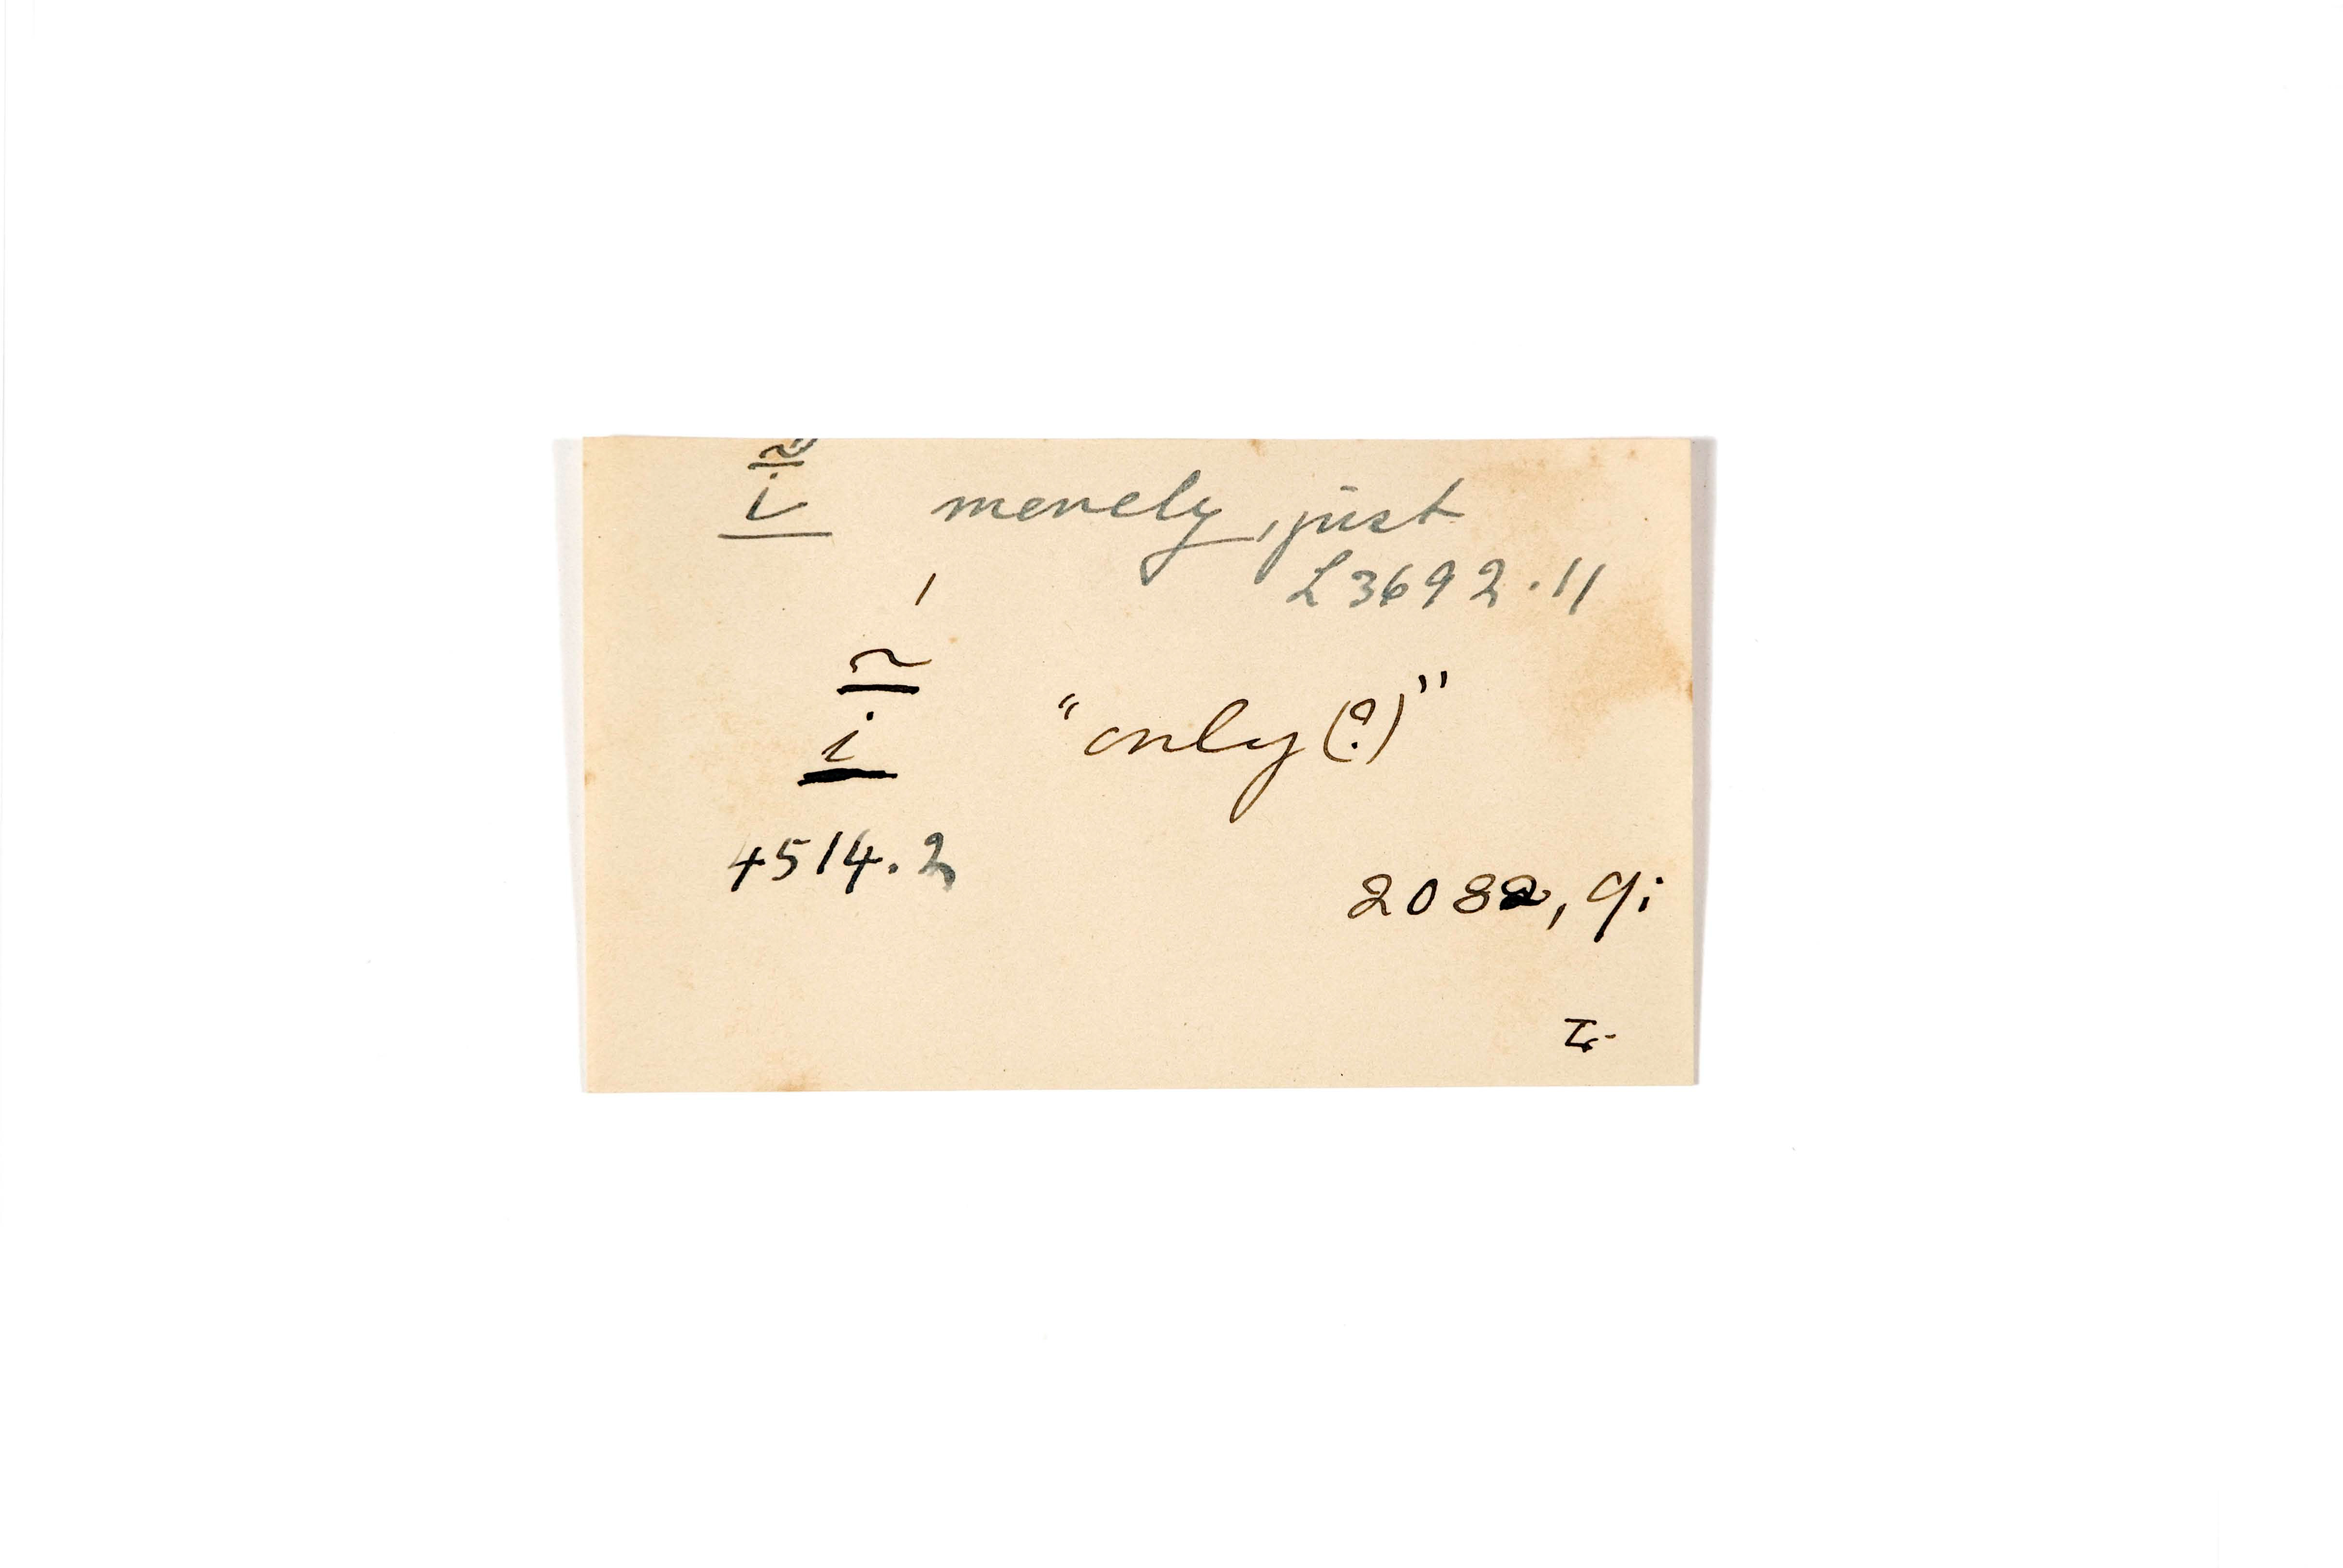 ĩ merely, just
L3692.11
ĩ "only(?)"
4514.2
2082, 9i